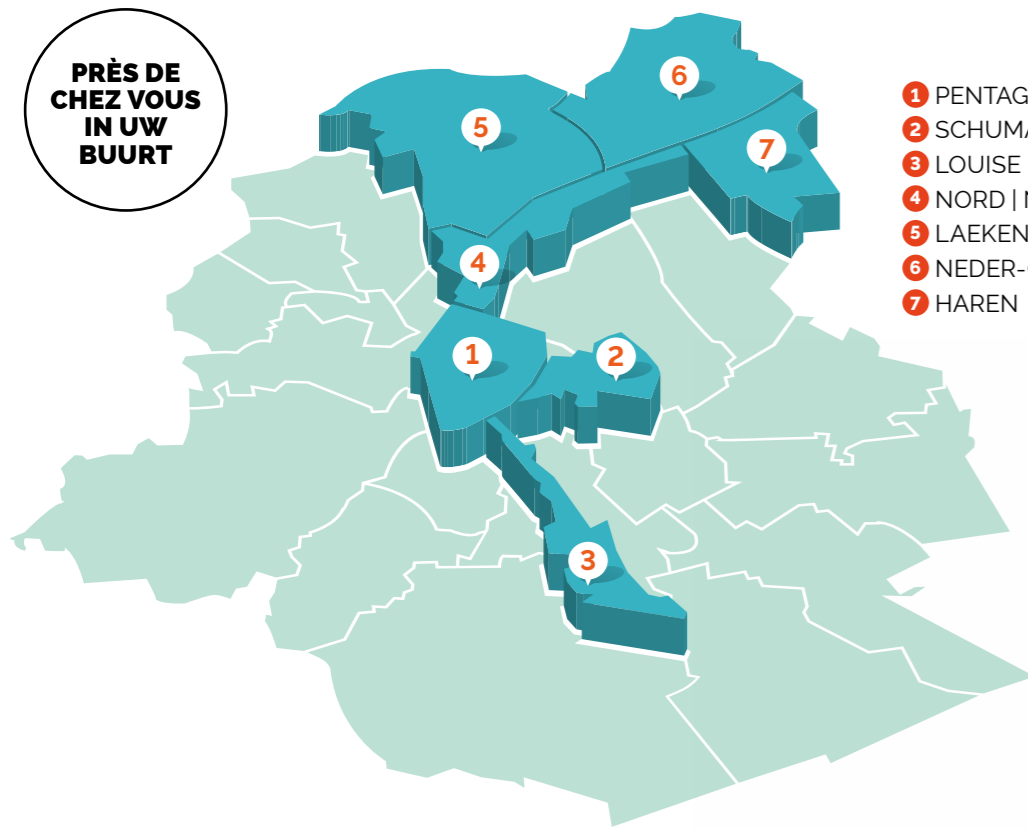 PRÈS DE
CHEZ VOUS
IN UW
BUURT
1 PENTAG
2 SCHUMA
3 LOUISE
4 NORD |
5 LAEKEN
6 NEDER-
7 HAREN
5
6
7
4
1
2
3